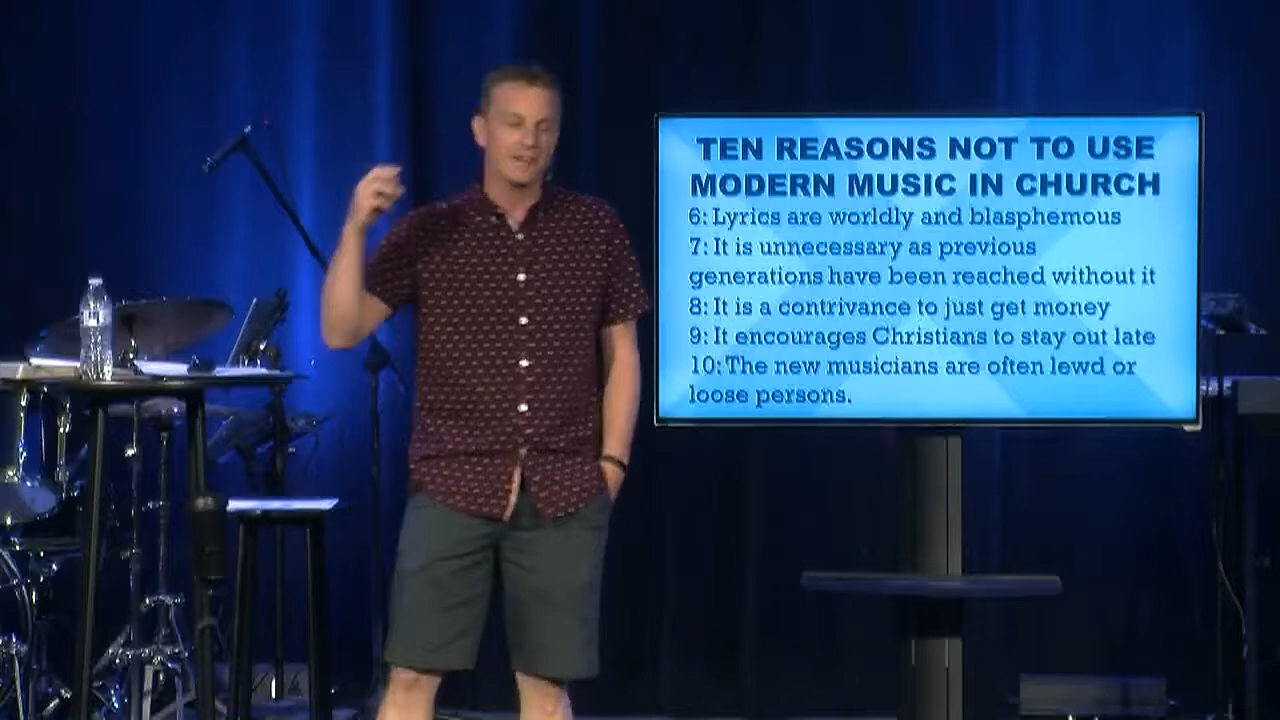 TEN REASONS NOT TO USE
MODERN MUSIC IN CHURCH
6: Lyrics are worldly and blasphemous
7: It is unnecessary as previous
generations have been reached without it
8: It is a contrivance to just get money
9: It encourages Christians to stay out late
10: The new musicians are often lewd or
loose persons.